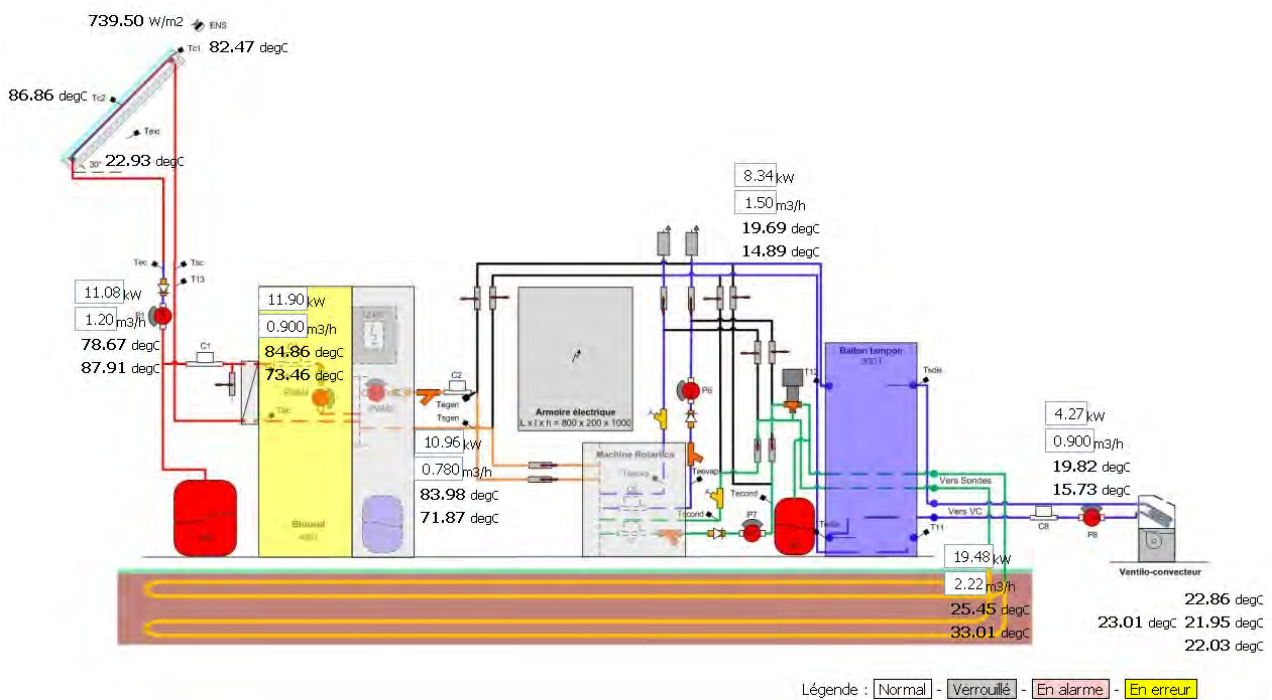 739.50 W/m2 ENS
Tc1 82.47 degC
86.86 degC Tc2
Text
30° 22.93 degC
8.34 kW
1.50 m3/h
19.69 degC
14.89 degC
Tec Tsc
T13
11.08 kW
1.20 m3/h
78.67 degC
87.91 degC
C1
11.90 kW
0.900 m3/h
84.86 degC
73.46 degC
C2
Tegen
Tsgen
Armoire électrique
L x l x h = 800 x 200 x 1000
P6
Ballon tampon
T12
Tsdis
10.96 kW
0.780 m3/h
83.98 degC
71.87 degC
Machine Rotartica
Tecond
P7
4.27 kW
0.900 m3/h
19.82 degC
15.73 degC
Vers Sondes
Vers VC
T11
C8
P8
Ventilo-convecteur
19.48 kW
2.22 m3/h
25.45 degC
33.01 degC
22.86 degC
23.01 degC 21.95 degC
22.03 degC
Légende : Normal - Verrouillé - En alarme - En erreur